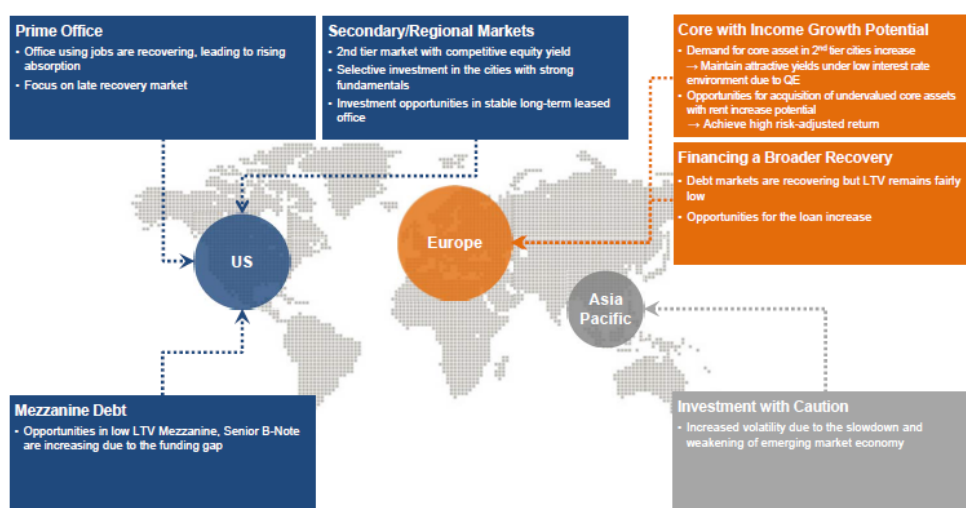 Prime Office
• Office using jobs are recovering, leading to rising
absorption
• Focus on late recovery market
Secondary/Regional Markets
• 2nd tier market with competitive equity yield
• Selective investment in the cities with strong
fundamentals
• Investment opportunities in stable long-term leased
office
Core with Income Growth Potential
• Demand for core asset in 2nd tier cities increase
→ Maintain attractive yields under low interest rate
environment due to QE
• Opportunities for acquisition of undervalued core assets
with rent increase potential
→ Achieve high risk-adjusted return
Financing a Broader Recovery
• Debt markets are recovering but LTV remains fairly
low
• Opportunities for the loan increase
US
Europe
Asia
Pacific
Mezzanine Debt
• Opportunities in low LTV Mezzanine, Senior B-Note
are increasing due to the funding gap
Investment with Caution
• Increased volatility due to the slowdown and
weakening of emerging market economy